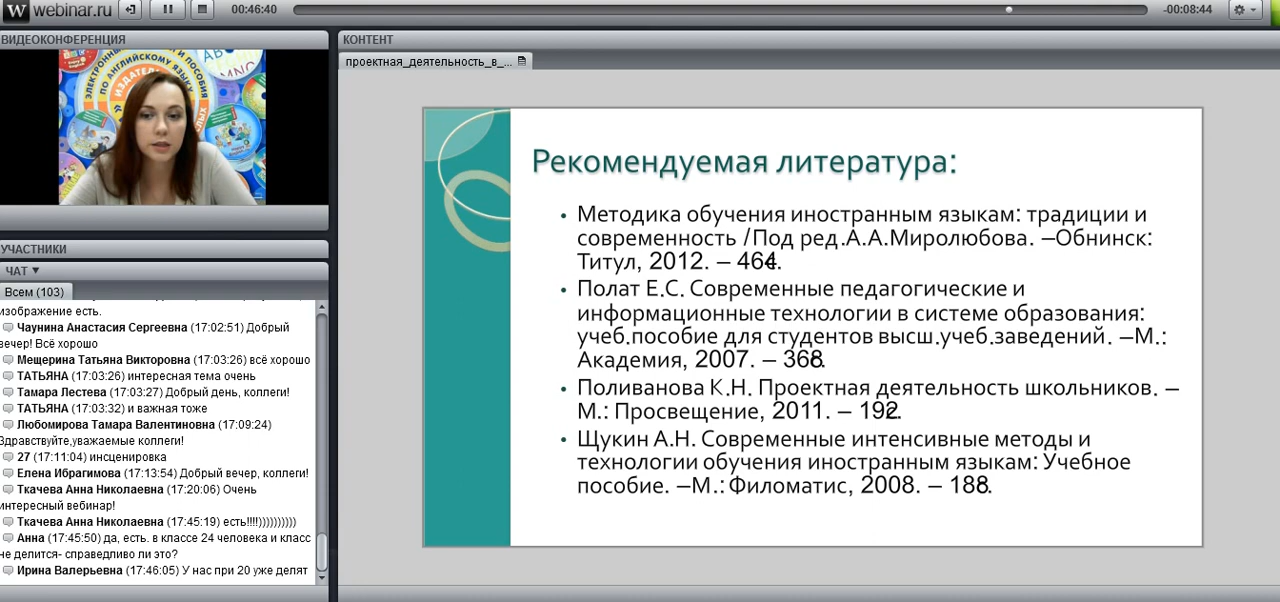 W webinar.ru
00:46:40
-00:08:44
ВИДЕОКОНФЕРЕНЦИЯ
ЭЛЕКТРОННЫЕ
И ПОСОБИЯ
ПО АНГЛИЙСКОМУ ЯЗЫКУ
УЧАСТНИКИ
ЧАТ
Всем (103)
изображение есть.
Чаунина Анастасия Сергеевна (17:02:51) Добрый
вечер! Всё хорошо
Мещерина Татьяна Викторовна (17:03:26) всё хорошо
ТАТЬЯНА (17:03:26) интересная тема очень
Тамара Лестева (17:03:27) Добрый день, коллеги!
ТАТЬЯНА (17:03:32) и важная тоже
Любомирова Тамара Валентиновна (17:09:24)
Здравствуйте,уважаемые коллеги!
27 (17:11:04) инсценировка
Елена Ибрагимова (17:13:54) Добрый вечер, коллеги!
Ткачева Анна Николаевна (17:20:06) Очень
интересный вебинар!
Ткачева Анна Николаевна (17:45:19) есть!!!!))))))))))
Анна (17:45:50) да, есть. в классе 24 человека и класс
не делится- справедливо ли это?
Ирина Валерьевна (17:46:05) У нас при 20 уже делят
КОНТЕНТ
проектная_деятельность_в_...
Рекомендуемая литература:
• Методика обучения иностранным языкам: традиции и
современность /Под ред.А.А.Миролюбова. –Обнинск:
Титул, 2012. – 464.
• Полат Е.С. Современные педагогические и
информационные технологии в системе образования:
учеб.пособие для студентов высш.учеб.заведений. –М.:
Академия, 2007. – 368.
• Поливанова К.Н. Проектная деятельность школьников. –
М.: Просвещение, 2011. – 192.
• Щукин А.Н. Современные интенсивные методы и
технологии обучения иностранным языкам: Учебное
пособие. –М.: Филоматис, 2008. – 188.